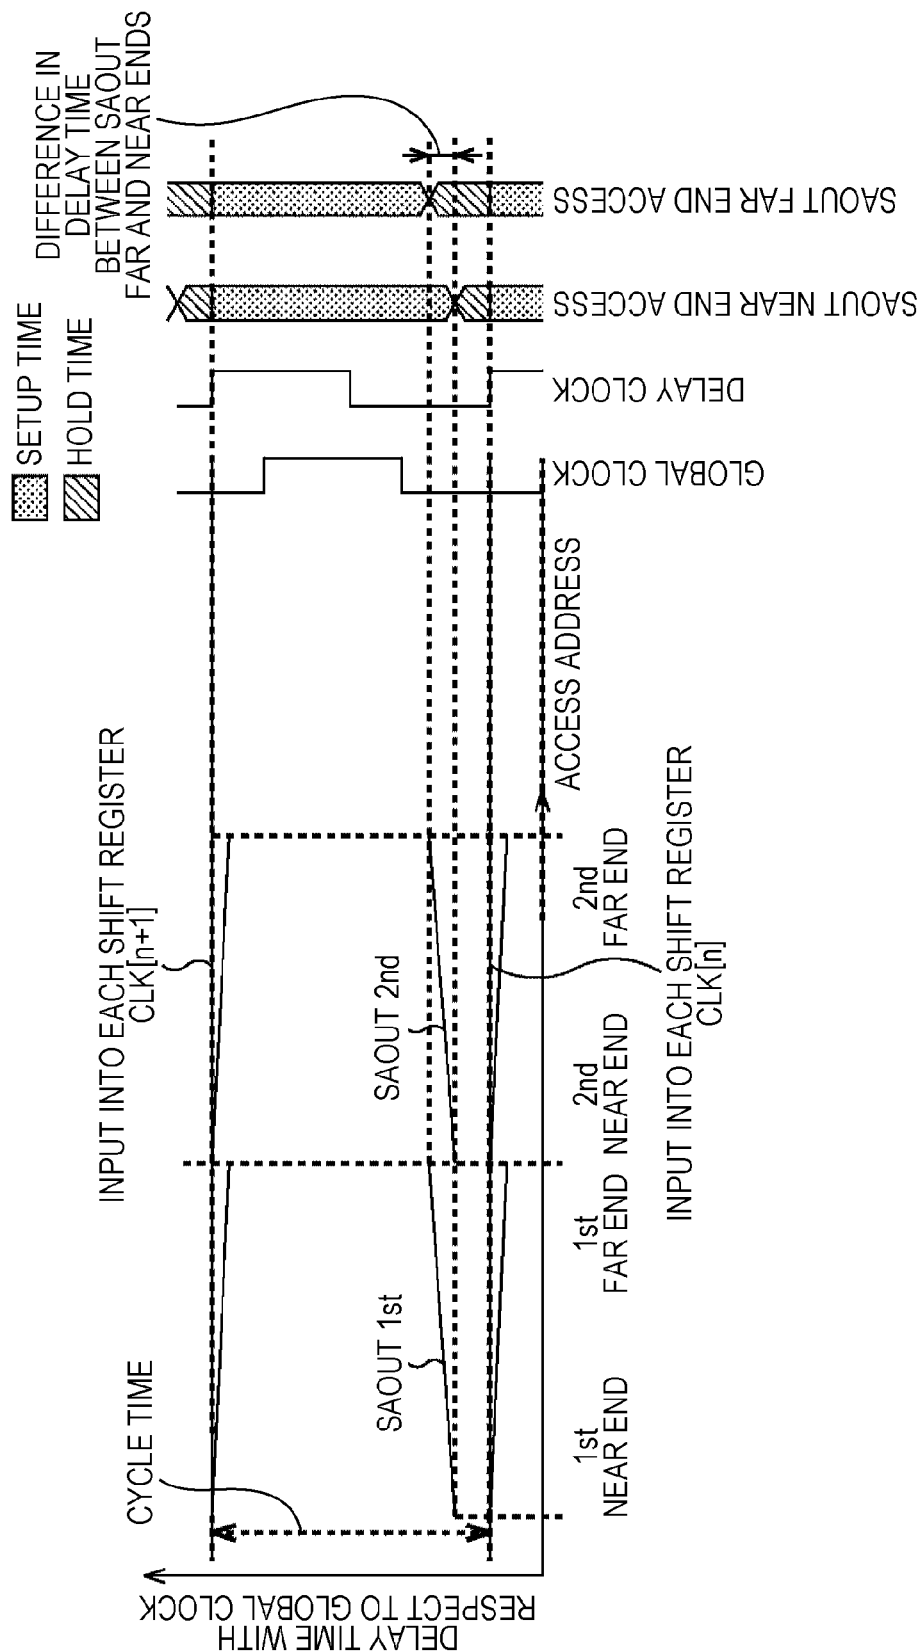 SETUP TIME
HOLD TIME
DIFFERENCE IN
DELAY TIME
BETWEEN SAOUT
FAR AND NEAR ENDS
INPUT INTO EACH SHIFT REGISTER
CLK[n+1]
CYCLE TIME
SAOUT 1st
SAOUT 2nd
DELAY TIME WITH
RESPECT TO GLOBAL CLOCK
1st
NEAR END
1st
FAR END
2nd
NEAR END
2nd
FAR END
ACCESS ADDRESS
INPUT INTO EACH SHIFT REGISTER
CLK[n]
GLOBAL CLOCK
DELAY CLOCK
SAOUT NEAR END ACCESS
SAOUT FAR END ACCESS